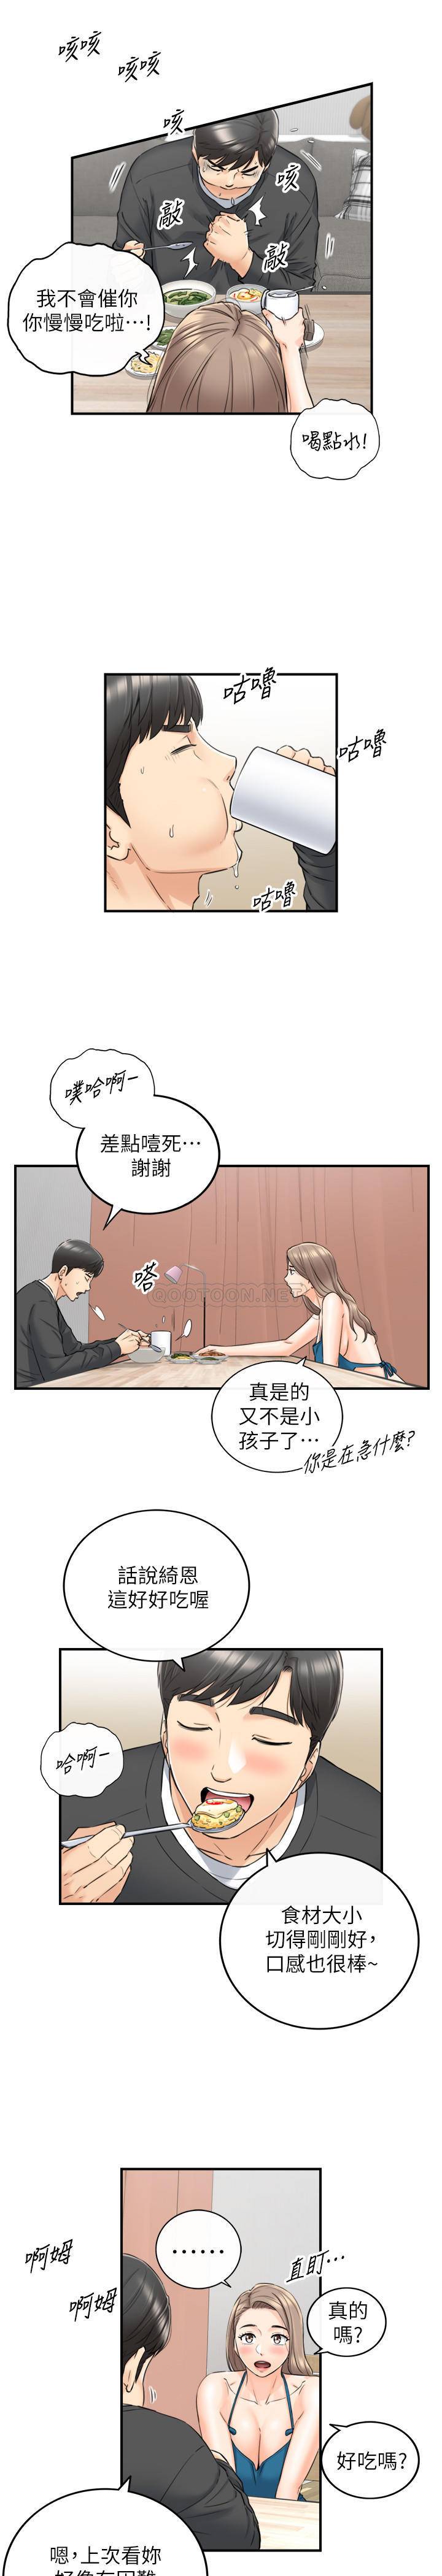 咳咳
咳咳
咳
咳
敲
敲
我不會催你
你慢慢吃啦…!
喝點水!
咕嚕
咕嚕
咕嚕
噗哈啊–
差點噎死…
謝謝
嗒
QOOTOON.NET
真是的
又不是小
孩子了…
你是在急什麼?
話說綺恩
這好好吃喔
哈啊–
食材大小
切得剛剛好,
口感也很棒~
……
直盯…
啊姆
啊姆
真的
嗎?
好吃嗎?
嗯,上次看妳